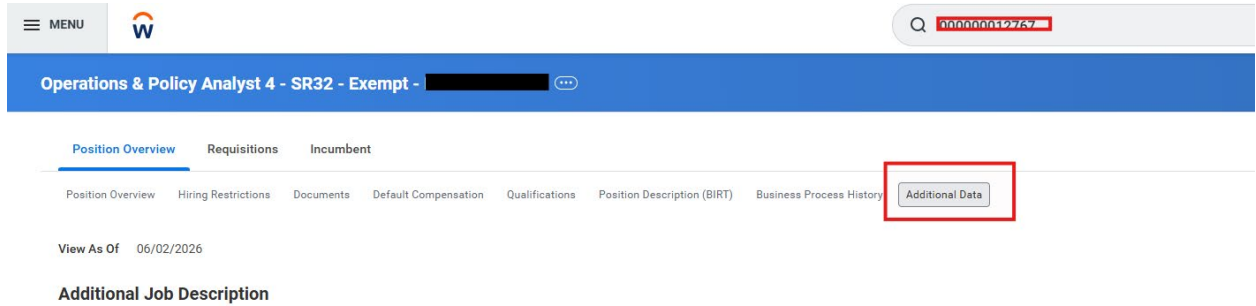 MENU
000000012767
Operations & Policy Analyst 4 - SR32 - Exempt -
Position Overview Requisitions Incumbent
Position Overview Hiring Restrictions Documents Default Compensation Qualifications Position Description (BIRT) Business Process History Additional Data
View As Of 06/02/2026
Additional Job Description